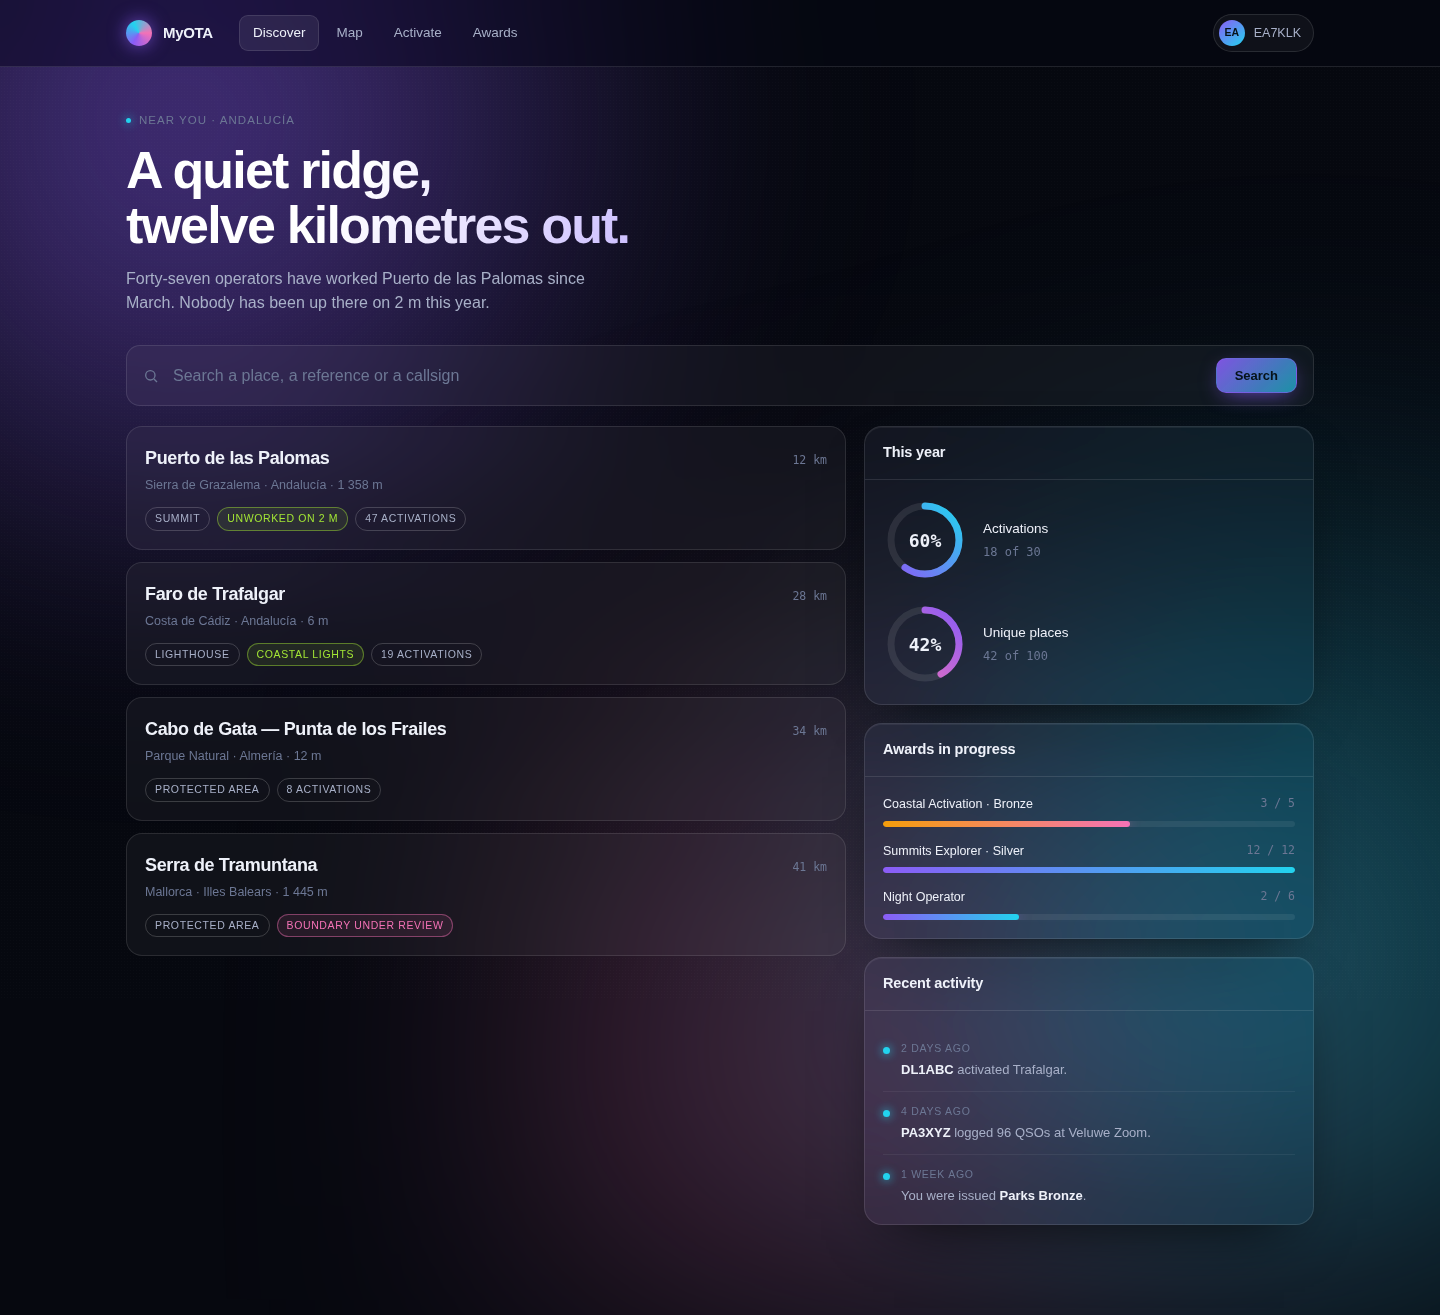 MyOTA
Discover
Map
Activate
Awards
EA
EA7KLK
NEAR YOU · ANDALUCÍA
A quiet ridge,
twelve kilometres out.
Forty-seven operators have worked Puerto de las Palomas since
March. Nobody has been up there on 2 m this year.
Search a place, a reference or a callsign
Search
Puerto de las Palomas
12 km
Sierra de Grazalema · Andalucía · 1 358 m
SUMMIT
UNWORKED ON 2 M
47 ACTIVATIONS
Faro de Trafalgar
28 km
Costa de Cádiz · Andalucía · 6 m
LIGHTHOUSE
COASTAL LIGHTS
19 ACTIVATIONS
Cabo de Gata — Punta de los Frailes
34 km
Parque Natural · Almería · 12 m
PROTECTED AREA
8 ACTIVATIONS
Serra de Tramuntana
41 km
Mallorca · Illes Balears · 1 445 m
PROTECTED AREA
BOUNDARY UNDER REVIEW
This year
60%
Activations
18 of 30
42%
Unique places
42 of 100
Awards in progress
Coastal Activation · Bronze
3 / 5
Summits Explorer · Silver
12 / 12
Night Operator
2 / 6
Recent activity
2 DAYS AGO
DL1ABC activated Trafalgar.
4 DAYS AGO
PA3XYZ logged 96 QSOs at Veluwe Zoom.
1 WEEK AGO
You were issued Parks Bronze.